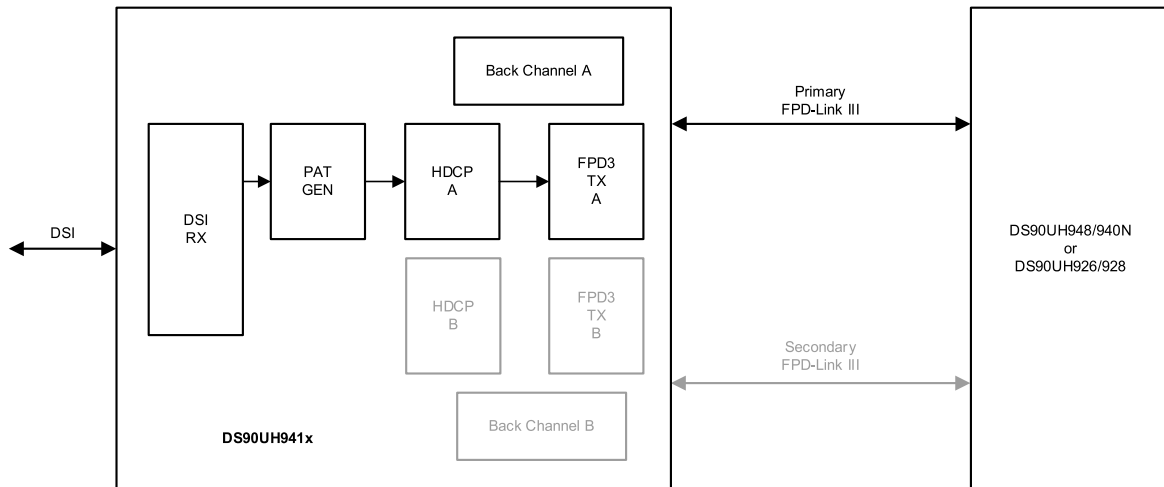 Back Channel A
Primary
FPD-Link III
DSI
RX
PAT
GEN
HDCP
A
FPD3
TX
A
DSI
DS90UH948/940N
or
DS90UH926/928
HDCP
B
FPD3
TX
B
Secondary
FPD-Link III
Back Channel B
DS90UH941x